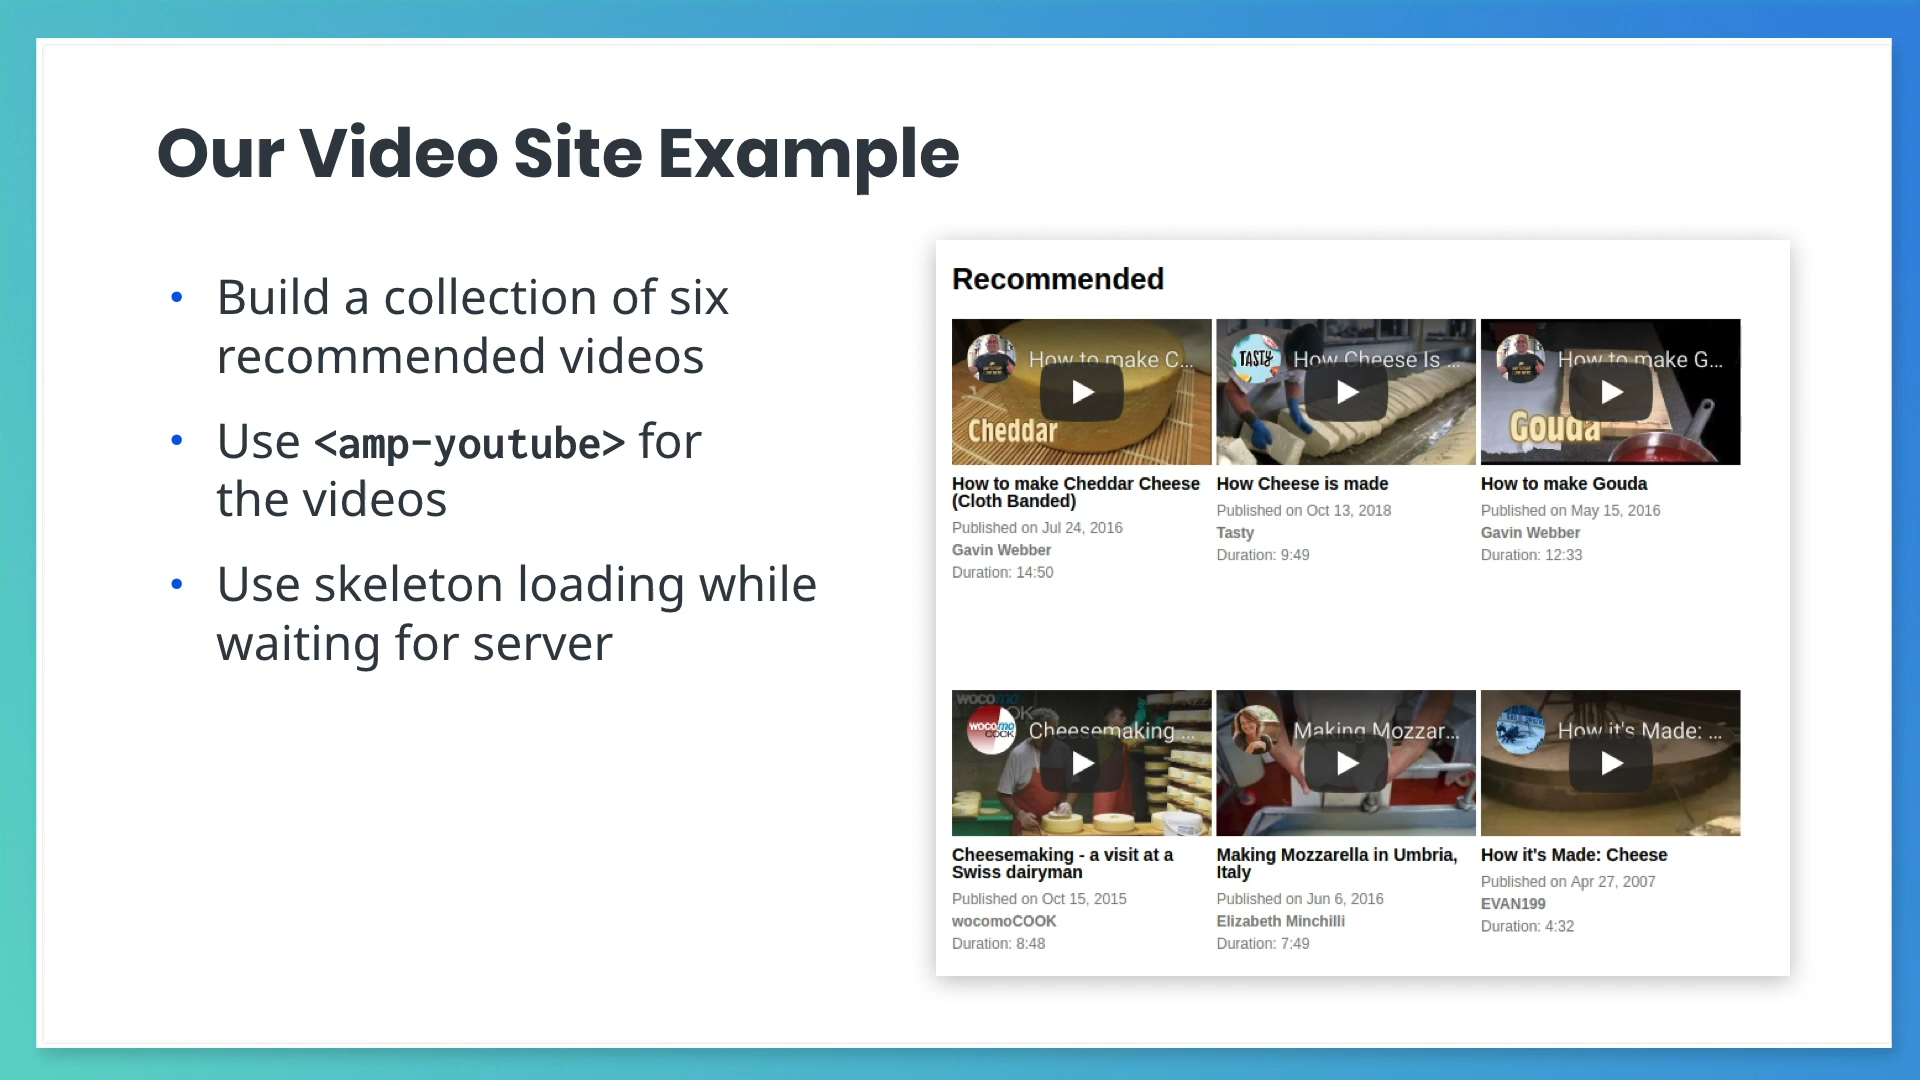 Our Video Site Example
• Build a collection of six
recommended videos
• Use <amp-youtube> for
the videos
• Use skeleton loading while
waiting for server
Recommended
How to make C...
Cheddar
How to make Cheddar Cheese
(Cloth Banded)
Published on Jul 24, 2016
Gavin Webber
Duration: 14:50
TASTY
How Cheese Is ...
How Cheese is made
Published on Oct 13, 2018
Tasty
Duration: 9:49
How to make G...
Gouda
How to make Gouda
Published on May 15, 2016
Gavin Webber
Duration: 12:33
wocomo
COOK
wocomo
COOK
Cheesemaking ...
Cheesemaking - a visit at a
Swiss dairyman
Published on Oct 15, 2015
wocomoCOOK
Duration: 8:48
Making Mozzar...
Making Mozzarella in Umbria,
Italy
Published on Jun 6, 2016
Elizabeth Minchilli
Duration: 7:49
How it's Made: ...
How it's Made: Cheese
Published on Apr 27, 2007
EVAN199
Duration: 4:32